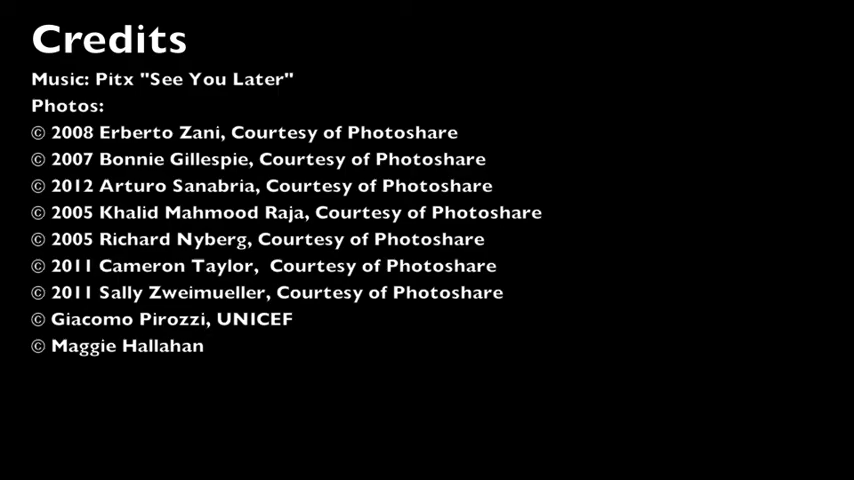 Credits
Music: Pitx "See You Later"
Photos:
© 2008 Erberto Zani, Courtesy of Photoshare
© 2007 Bonnie Gillespie, Courtesy of Photoshare
© 2012 Arturo Sanabria, Courtesy of Photoshare
© 2005 Khalid Mahmood Raja, Courtesy of Photoshare
© 2005 Richard Nyberg, Courtesy of Photoshare
© 2011 Cameron Taylor,  Courtesy of Photoshare
© 2011 Sally Zweimueller, Courtesy of Photoshare
© Giacomo Pirozzi, UNICEF
© Maggie Hallahan